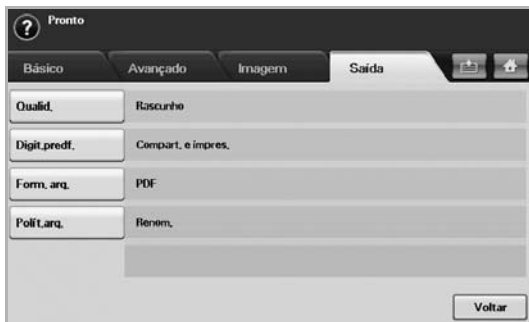 ? Pronto
Básico Avançado Imagem Saída
Qualid. Rascunho
Digit.predf. Compart. e impres.
Form. arq. PDF
Polít.arq. Renom.
Voltar